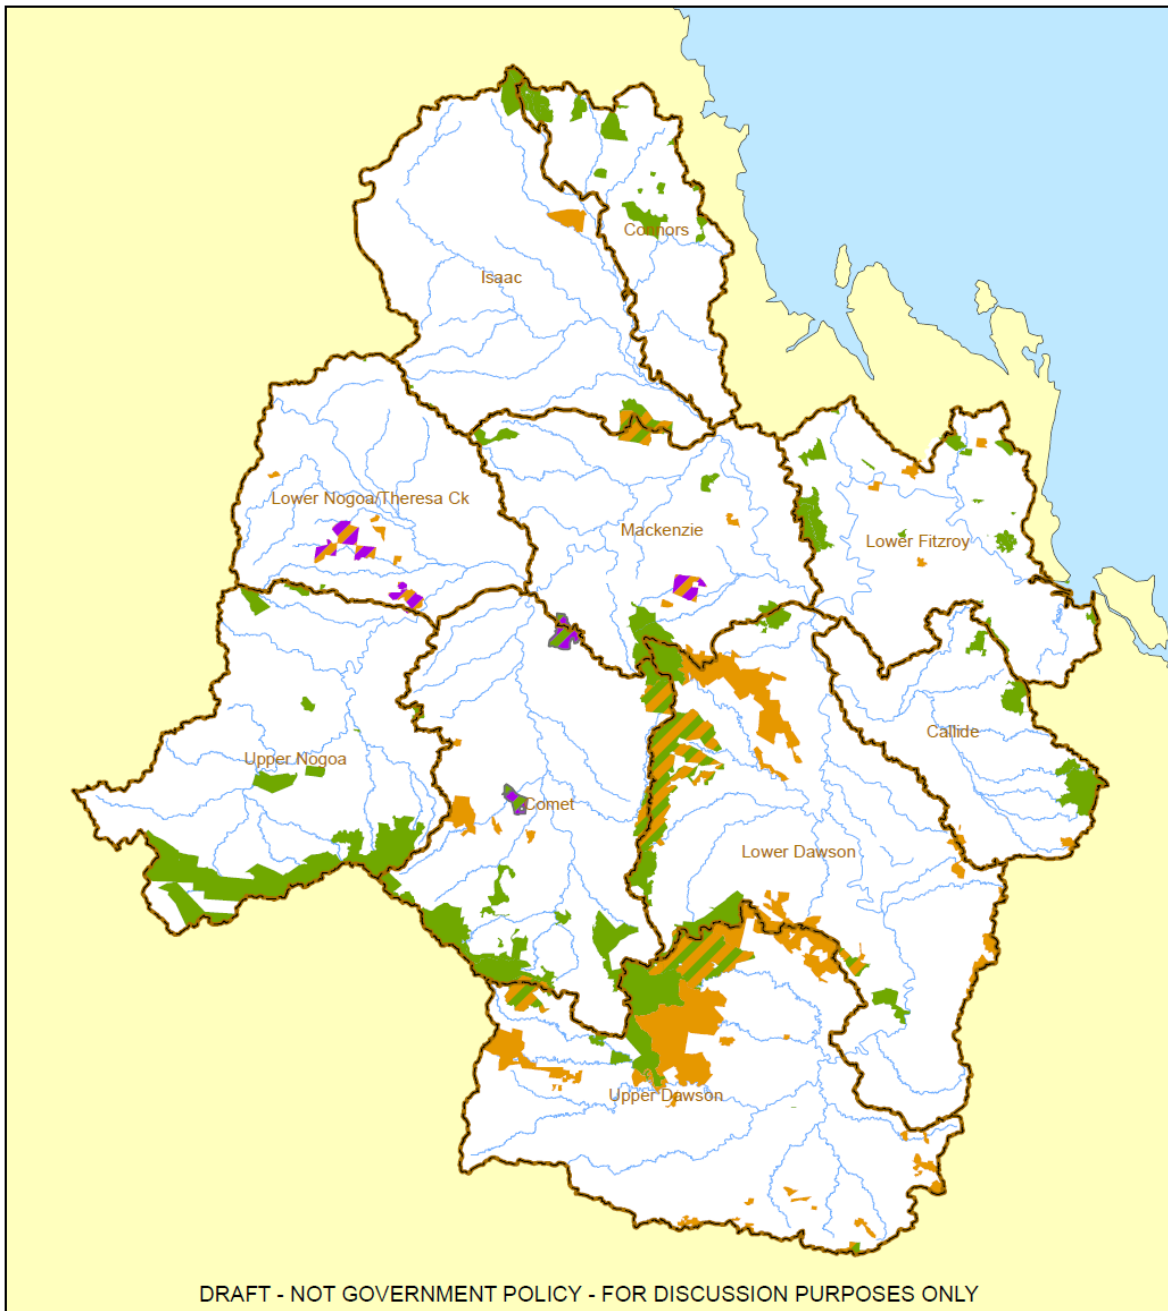 Connors
Isaac
Lower Nogoa/Theresa Ck
Mackenzie
Lower Fitzroy
Upper Nogoa
Callide
Comet
Lower Dawson
Upper Dawson
DRAFT - NOT GOVERNMENT POLICY - FOR DISCUSSION PURPOSES ONLY